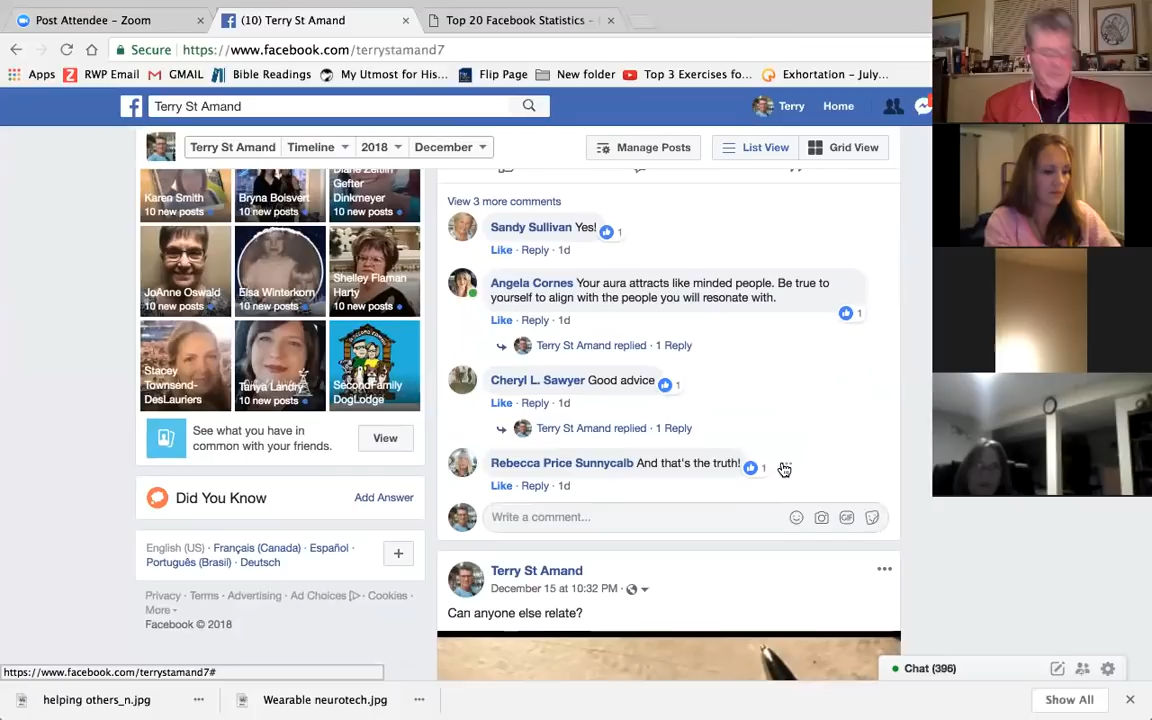 Post Attendee - Zoom
(10) Terry St Amand
Top 20 Facebook Statistics -
Secure
https://www.facebook.com/terrystamand7
Apps
RWP Email
GMAIL
Bible Readings
My Utmost for His...
Flip Page
New folder
Top 3 Exercises fo...
Exhortation - July...
Terry St Amand
Terry
Home
Terry St Amand
Timeline
2018
December
Manage Posts
List View
Grid View
Karen Smith
10 new posts
Bryna Boisvert
10 new posts
Diane Zeitlin
Gefter
Dinkmeyer
10 new posts
JoAnne Oswald
10 new posts
Elsa Winterkorn
10 new posts
Shelley Flaman
Harty
10 new posts
Stacey
Townsend-
DesLauriers
Tanya Landry
10 new posts
SecondFamily
DogLodge
See what you have in
common with your friends.
View
Did You Know
Add Answer
English (US) · Français (Canada) · Español ·
Português (Brasil) · Deutsch
+
Privacy · Terms · Advertising · Ad Choices · Cookies ·
More
Facebook © 2018
View 3 more comments
Sandy Sullivan Yes!
1
Like · Reply · 1d
Angela Cornes Your aura attracts like minded people. Be true to
yourself to align with the people you will resonate with.
1
Like · Reply · 1d
Terry St Amand replied · 1 Reply
Cheryl L. Sawyer Good advice
1
Like · Reply · 1d
Terry St Amand replied · 1 Reply
Rebecca Price Sunnycalb And that's the truth!
1
Like · Reply · 1d
Write a comment...
GIF
Terry St Amand
December 15 at 10:32 PM ·
Can anyone else relate?
Chat (396)
https://www.facebook.com/terrystamand7#
helping others_n.jpg
Wearable neurotech.jpg
Show All